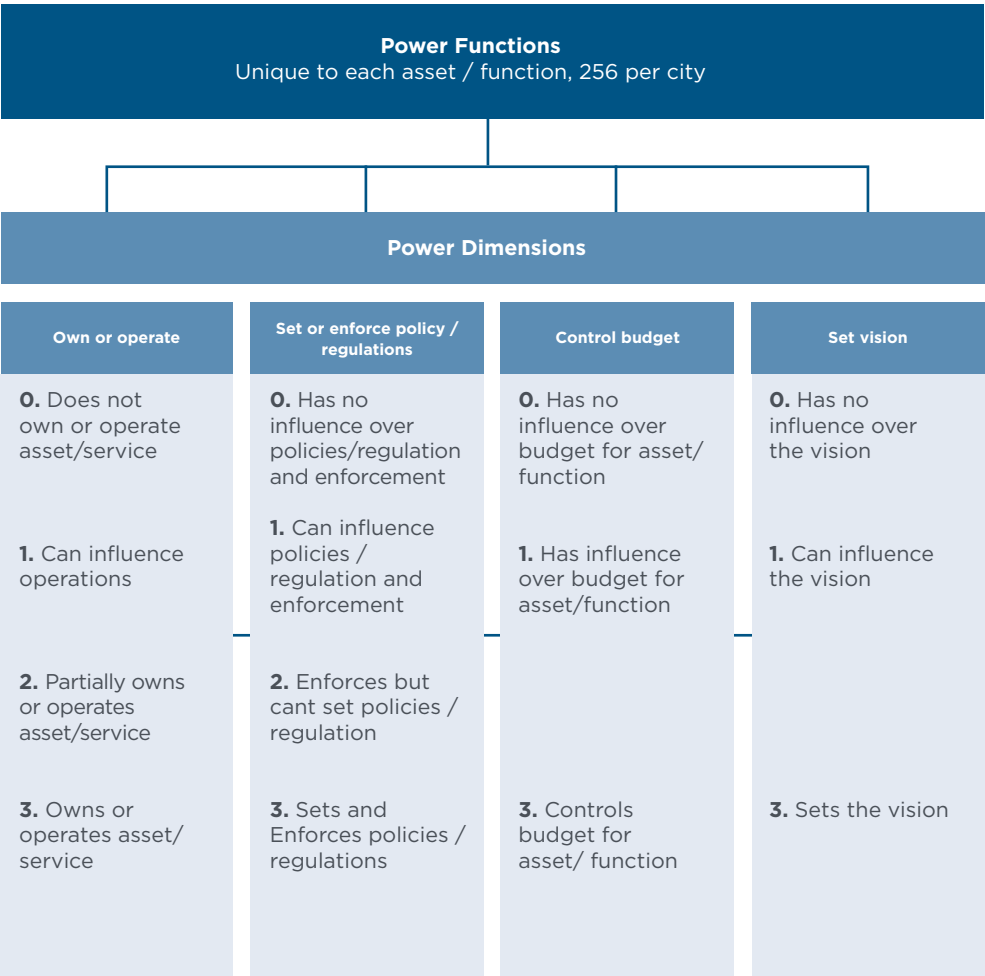 Power Functions
Unique to each asset / function, 256 per city
Power Dimensions
Own or operate
0. Does not
own or operate
asset/service
1. Can influence
operations
2. Partially owns
or operates
asset/service
3. Owns or
operates asset/
service
Set or enforce policy /
regulations
0. Has no
influence over
policies/regulation
and enforcement
1. Can influence
policies /
regulation and
enforcement
2. Enforces but
cant set policies /
regulation
3. Sets and
Enforces policies /
regulations
Control budget
0. Has no
influence over
budget for asset/
function
1. Has influence
over budget for
asset/function
3. Controls
budget for
asset/ function
Set vision
0. Has no
influence over
the vision
1. Can influence
the vision
3. Sets the vision